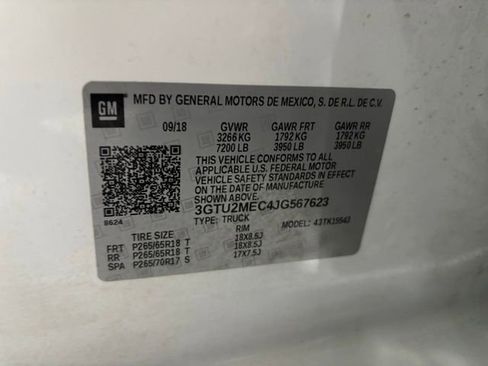 GM
MFD BY GENERAL MOTORS DE MEXICO, S. DE R.L. DE C.V.
09/18 GVWR GAWR FRT GAWR RR
3266 KG 1792 KG 1792 KG
7200 LB 3950 LB 3950 LB
THIS VEHICLE CONFORMS TO ALL
APPLICABLE U.S. FEDERAL MOTOR
VEHICLE SAFETY STANDARDS IN EFFECT
ON THE DATE OF MANUFACTURE
SHOWN ABOVE.
3GTU2MEC4JG567623
8624 TYPE: TRUCK MODEL: 4JTK15543
TIRE SIZE RIM
FRT P265/65R18 T 18X8.5J
RR P265/65R18 T 18X8.5J
SPA P265/70R17 S 17X7.5J